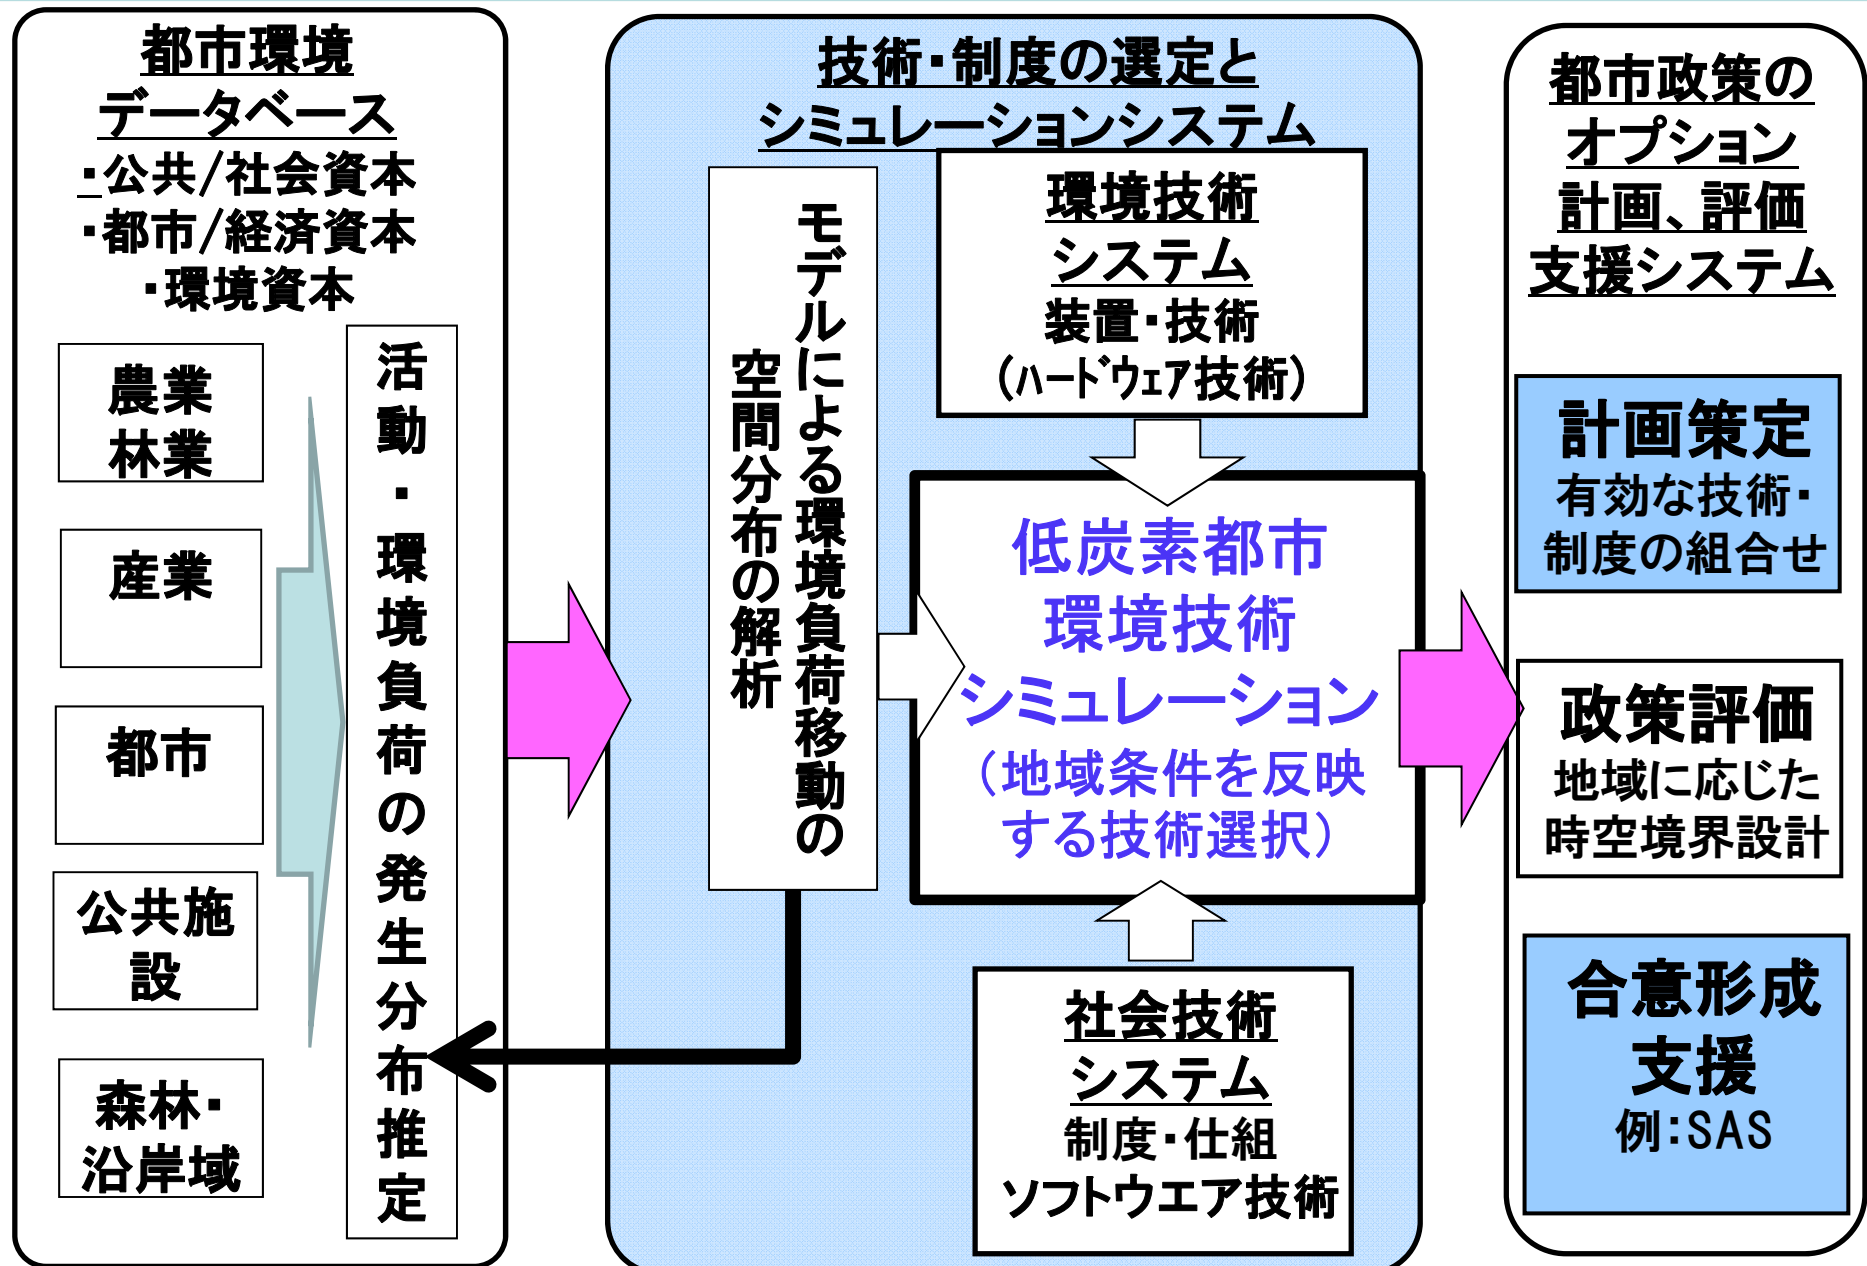 都市環境
データベース
・公共/社会資本
・都市/経済資本
・環境資本
農業
林業
産業
都市
公共施
設
森林・
沿岸域
活動・環境負荷の発生分布推定
技術・制度の選定と
シミュレーションシステム
モデルによる環境負荷移動の
空間分布の解析
環境技術
システム
装置・技術
(ﾊｰﾄﾞｳｪｱ技術)
低炭素都市
環境技術
シミュレーション
（地域条件を反映
する技術選択）
社会技術
システム
制度・仕組
ソフトウエア技術
都市政策の
オプション
計画、評価
支援システム
計画策定
有効な技術・
制度の組合せ
政策評価
地域に応じた
時空境界設計
合意形成
支援
例：SAS